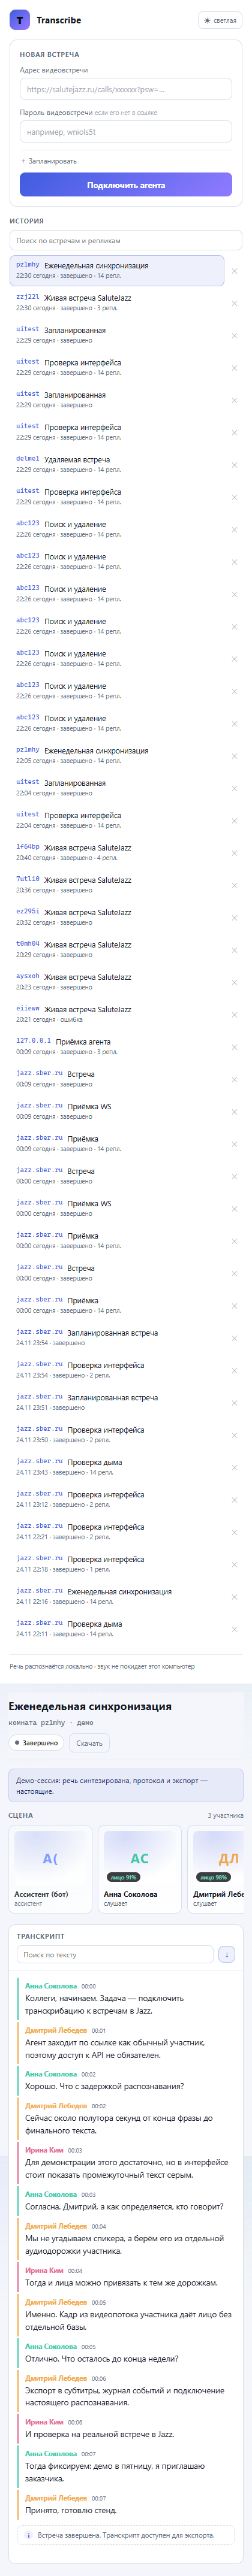 T Transcribe
☀ светлая
НОВАЯ ВСТРЕЧА
Адрес видеовстречи
https://salutejazz.ru/calls/xxxxxx?psw=...
Пароль видеовстречи если его нет в ссылке
например, wniols5t
+ Запланировать
Подключить агента
ИСТОРИЯ
Поиск по встречам и репликам
pz1mhy Еженедельная синхронизация
22:30 сегодня · завершено · 14 репл.
zzj22l Живая встреча SaluteJazz
22:30 сегодня · завершено · 3 репл.
uitest Запланированная
22:29 сегодня · завершено
uitest Проверка интерфейса
22:29 сегодня · завершено · 14 репл.
uitest Запланированная
22:29 сегодня · завершено
uitest Проверка интерфейса
22:29 сегодня · завершено · 14 репл.
delme1 Удаляемая встреча
22:29 сегодня · завершено · 14 репл.
uitest Проверка интерфейса
22:29 сегодня · завершено · 14 репл.
abc123 Поиск и удаление
22:26 сегодня · завершено · 14 репл.
abc123 Поиск и удаление
22:26 сегодня · завершено · 14 репл.
abc123 Поиск и удаление
22:26 сегодня · завершено · 14 репл.
abc123 Поиск и удаление
22:26 сегодня · завершено · 14 репл.
abc123 Поиск и удаление
22:26 сегодня · завершено · 14 репл.
abc123 Поиск и удаление
22:26 сегодня · завершено · 14 репл.
abc123 Поиск и удаление
22:26 сегодня · завершено · 14 репл.
pz1mhy Еженедельная синхронизация
22:05 сегодня · завершено · 14 репл.
uitest Запланированная
22:04 сегодня · завершено
uitest Проверка интерфейса
22:04 сегодня · завершено · 14 репл.
1f64bp Живая встреча SaluteJazz
20:40 сегодня · завершено · 4 репл.
7utli0 Живая встреча SaluteJazz
20:36 сегодня · завершено
ez295i Живая встреча SaluteJazz
20:32 сегодня · завершено
t0mh04 Живая встреча SaluteJazz
20:29 сегодня · завершено
aysxoh Живая встреча SaluteJazz
20:23 сегодня · завершено
eiieww Живая встреча SaluteJazz
20:21 сегодня · ошибка
127.0.0.1 Приёмка агента
00:09 сегодня · завершено · 3 репл.
jazz.sber.ru Встреча
00:09 сегодня · завершено
jazz.sber.ru Приёмка WS
00:09 сегодня · завершено
jazz.sber.ru Приёмка
00:09 сегодня · завершено · 14 репл.
jazz.sber.ru Встреча
00:00 сегодня · завершено
jazz.sber.ru Приёмка WS
00:00 сегодня · завершено
jazz.sber.ru Приёмка
00:00 сегодня · завершено · 14 репл.
jazz.sber.ru Встреча
00:00 сегодня · завершено
jazz.sber.ru Приёмка
00:00 сегодня · завершено · 14 репл.
jazz.sber.ru Запланированная встреча
24.11 23:54 · завершено
jazz.sber.ru Проверка интерфейса
24.11 23:54 · завершено · 2 репл.
jazz.sber.ru Запланированная встреча
24.11 23:51 · завершено
jazz.sber.ru Проверка интерфейса
24.11 23:50 · завершено · 2 репл.
jazz.sber.ru Проверка дыма
24.11 23:43 · завершено · 14 репл.
jazz.sber.ru Проверка интерфейса
24.11 23:12 · завершено · 2 репл.
jazz.sber.ru Проверка интерфейса
24.11 22:21 · завершено · 2 репл.
jazz.sber.ru Проверка интерфейса
24.11 22:18 · завершено · 1 репл.
jazz.sber.ru Еженедельная синхронизация
24.11 22:16 · завершено · 14 репл.
jazz.sber.ru Проверка дыма
24.11 22:11 · завершено · 14 репл.
Речь распознаётся локально · звук не покидает этот компьютер
Еженедельная синхронизация
комната pz1mhy · демо
Завершено
Скачать
Демо-сессия: речь синтезирована, протокол и экспорт — настоящие.
СЦЕНА
3 участника
А(
Ассистент (бот)
ассистент
АС
лицо 91%
Анна Соколова
слушает
ДЛ
лицо 98%
Дмитрий Лебе
слушает
ТРАНСКРИПТ
Поиск по тексту
↓
Анна Соколова 00:00
Коллеги, начинаем. Задача — подключить
транскрибацию к встречам в Jazz.
Дмитрий Лебедев 00:01
Агент заходит по ссылке как обычный участник,
поэтому доступ к API не обязателен.
Анна Соколова 00:02
Хорошо. Что с задержкой распознавания?
Дмитрий Лебедев 00:02
Сейчас около полутора секунд от конца фразы до
финального текста.
Ирина Ким 00:03
Для демонстрации этого достаточно, но в интерфейсе
стоит показать промежуточный текст серым.
Анна Соколова 00:03
Согласна. Дмитрий, а как определяется, кто говорит?
Дмитрий Лебедев 00:04
Мы не угадываем спикера, а берём его из отдельной
аудиодорожки участника.
Ирина Ким 00:04
Тогда и лица можно привязать к тем же дорожкам.
Дмитрий Лебедев 00:05
Именно. Кадр из видеопотока участника даёт лицо без
отдельной базы.
Анна Соколова 00:05
Отлично. Что осталось до конца недели?
Дмитрий Лебедев 00:06
Экспорт в субтитры, журнал событий и подключение
настоящего распознавания.
Ирина Ким 00:06
И проверка на реальной встрече в Jazz.
Анна Соколова 00:07
Тогда фиксируем: демо в пятницу, я приглашаю
заказчика.
Дмитрий Лебедев 00:07
Принято, готовлю стенд.
i Встреча завершена. Транскрипт доступен для экспорта.